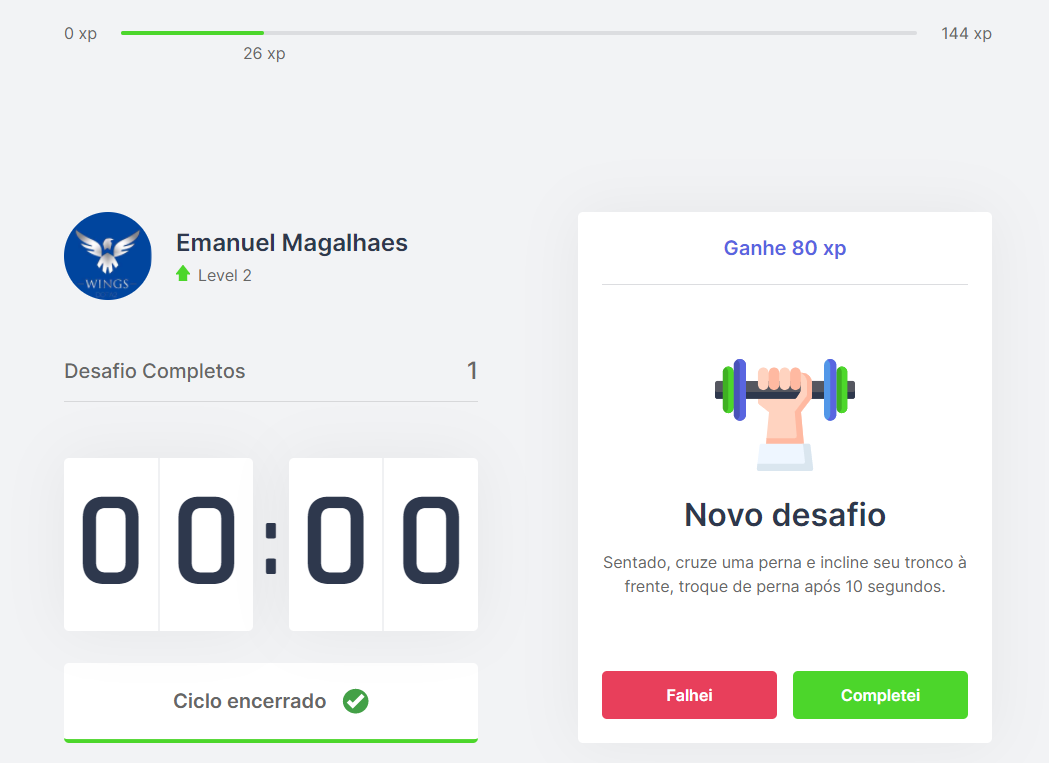 0 xp
26 xp
144 xp
WINGS
Emanuel Magalhaes
Level 2
Desafio Completos 1
00:00
Ciclo encerrado
Ganhe 80 xp
Novo desafio
Sentado, cruze uma perna e incline seu tronco à
frente, troque de perna após 10 segundos.
Falhei
Completei